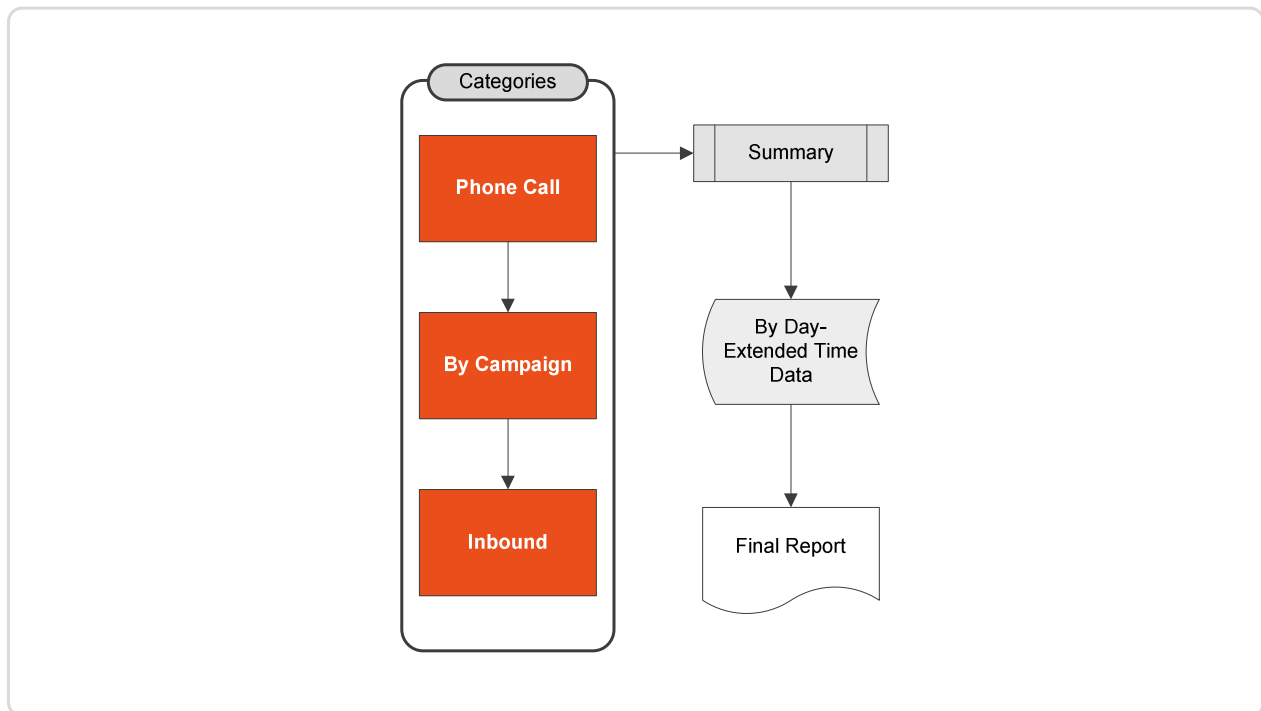 Categories
Phone Call
By Campaign
Inbound
Summary
By Day-
Extended Time
Data
Final Report